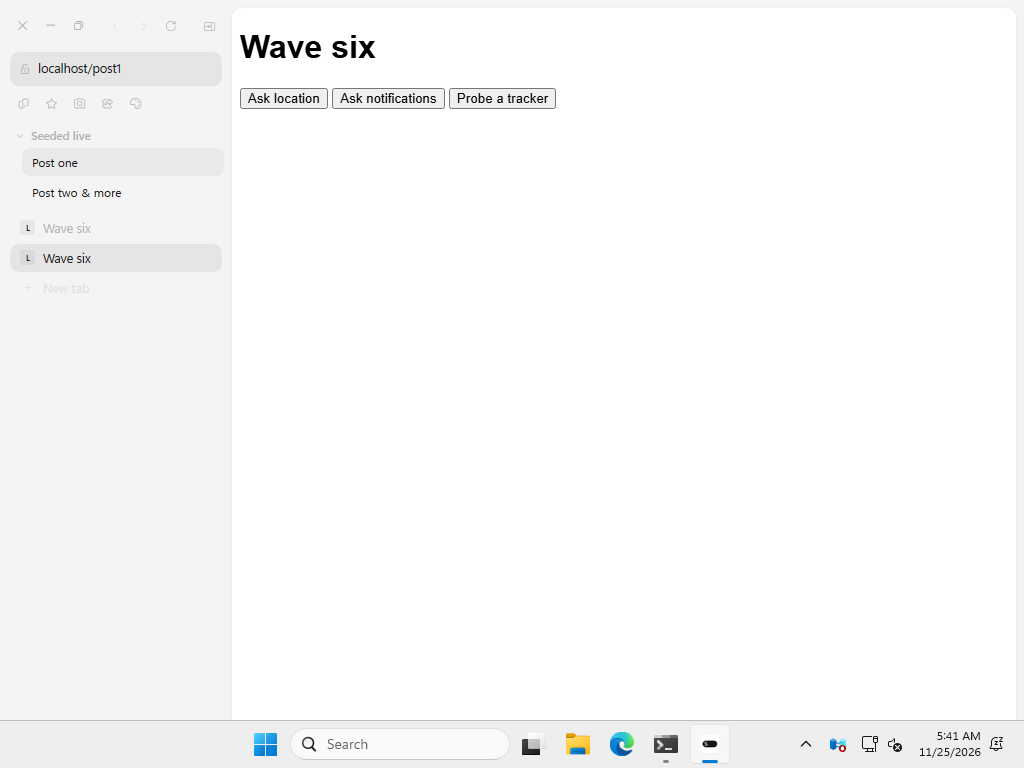 localhost/post1
Seeded live
Post one
Post two & more
L Wave six
L Wave six
New tab
Wave six
Ask location Ask notifications Probe a tracker
Search
5:41 AM
11/25/2026